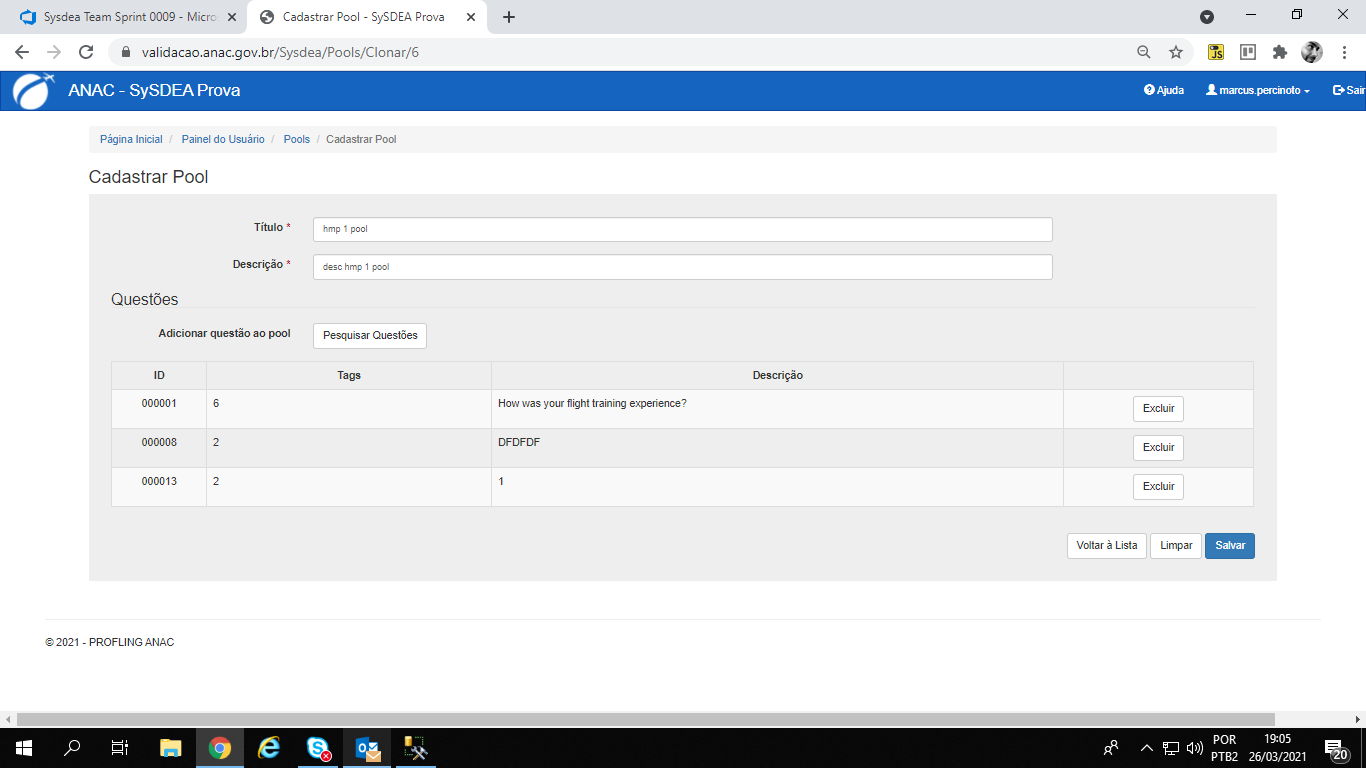 Sysdea Team Sprint 0009 - Micro
Cadastrar Pool - SySDEA Prova
validacao.anac.gov.br/Sysdea/Pools/Clonar/6
JS
ANAC - SySDEA Prova
Ajuda
marcus.percinoto
Sair
Página Inicial / Painel do Usuário / Pools / Cadastrar Pool
Cadastrar Pool
Título *
hmp 1 pool
Descrição *
desc hmp 1 pool
Questões
Adicionar questão ao pool
Pesquisar Questões
ID Tags Descrição
000001 6 How was your flight training experience? Excluir
000008 2 DFDFDF Excluir
000013 2 1 Excluir
Voltar à Lista Limpar Salvar
© 2021 - PROFLING ANAC
POR 19:05
PTB2 26/03/2021
20